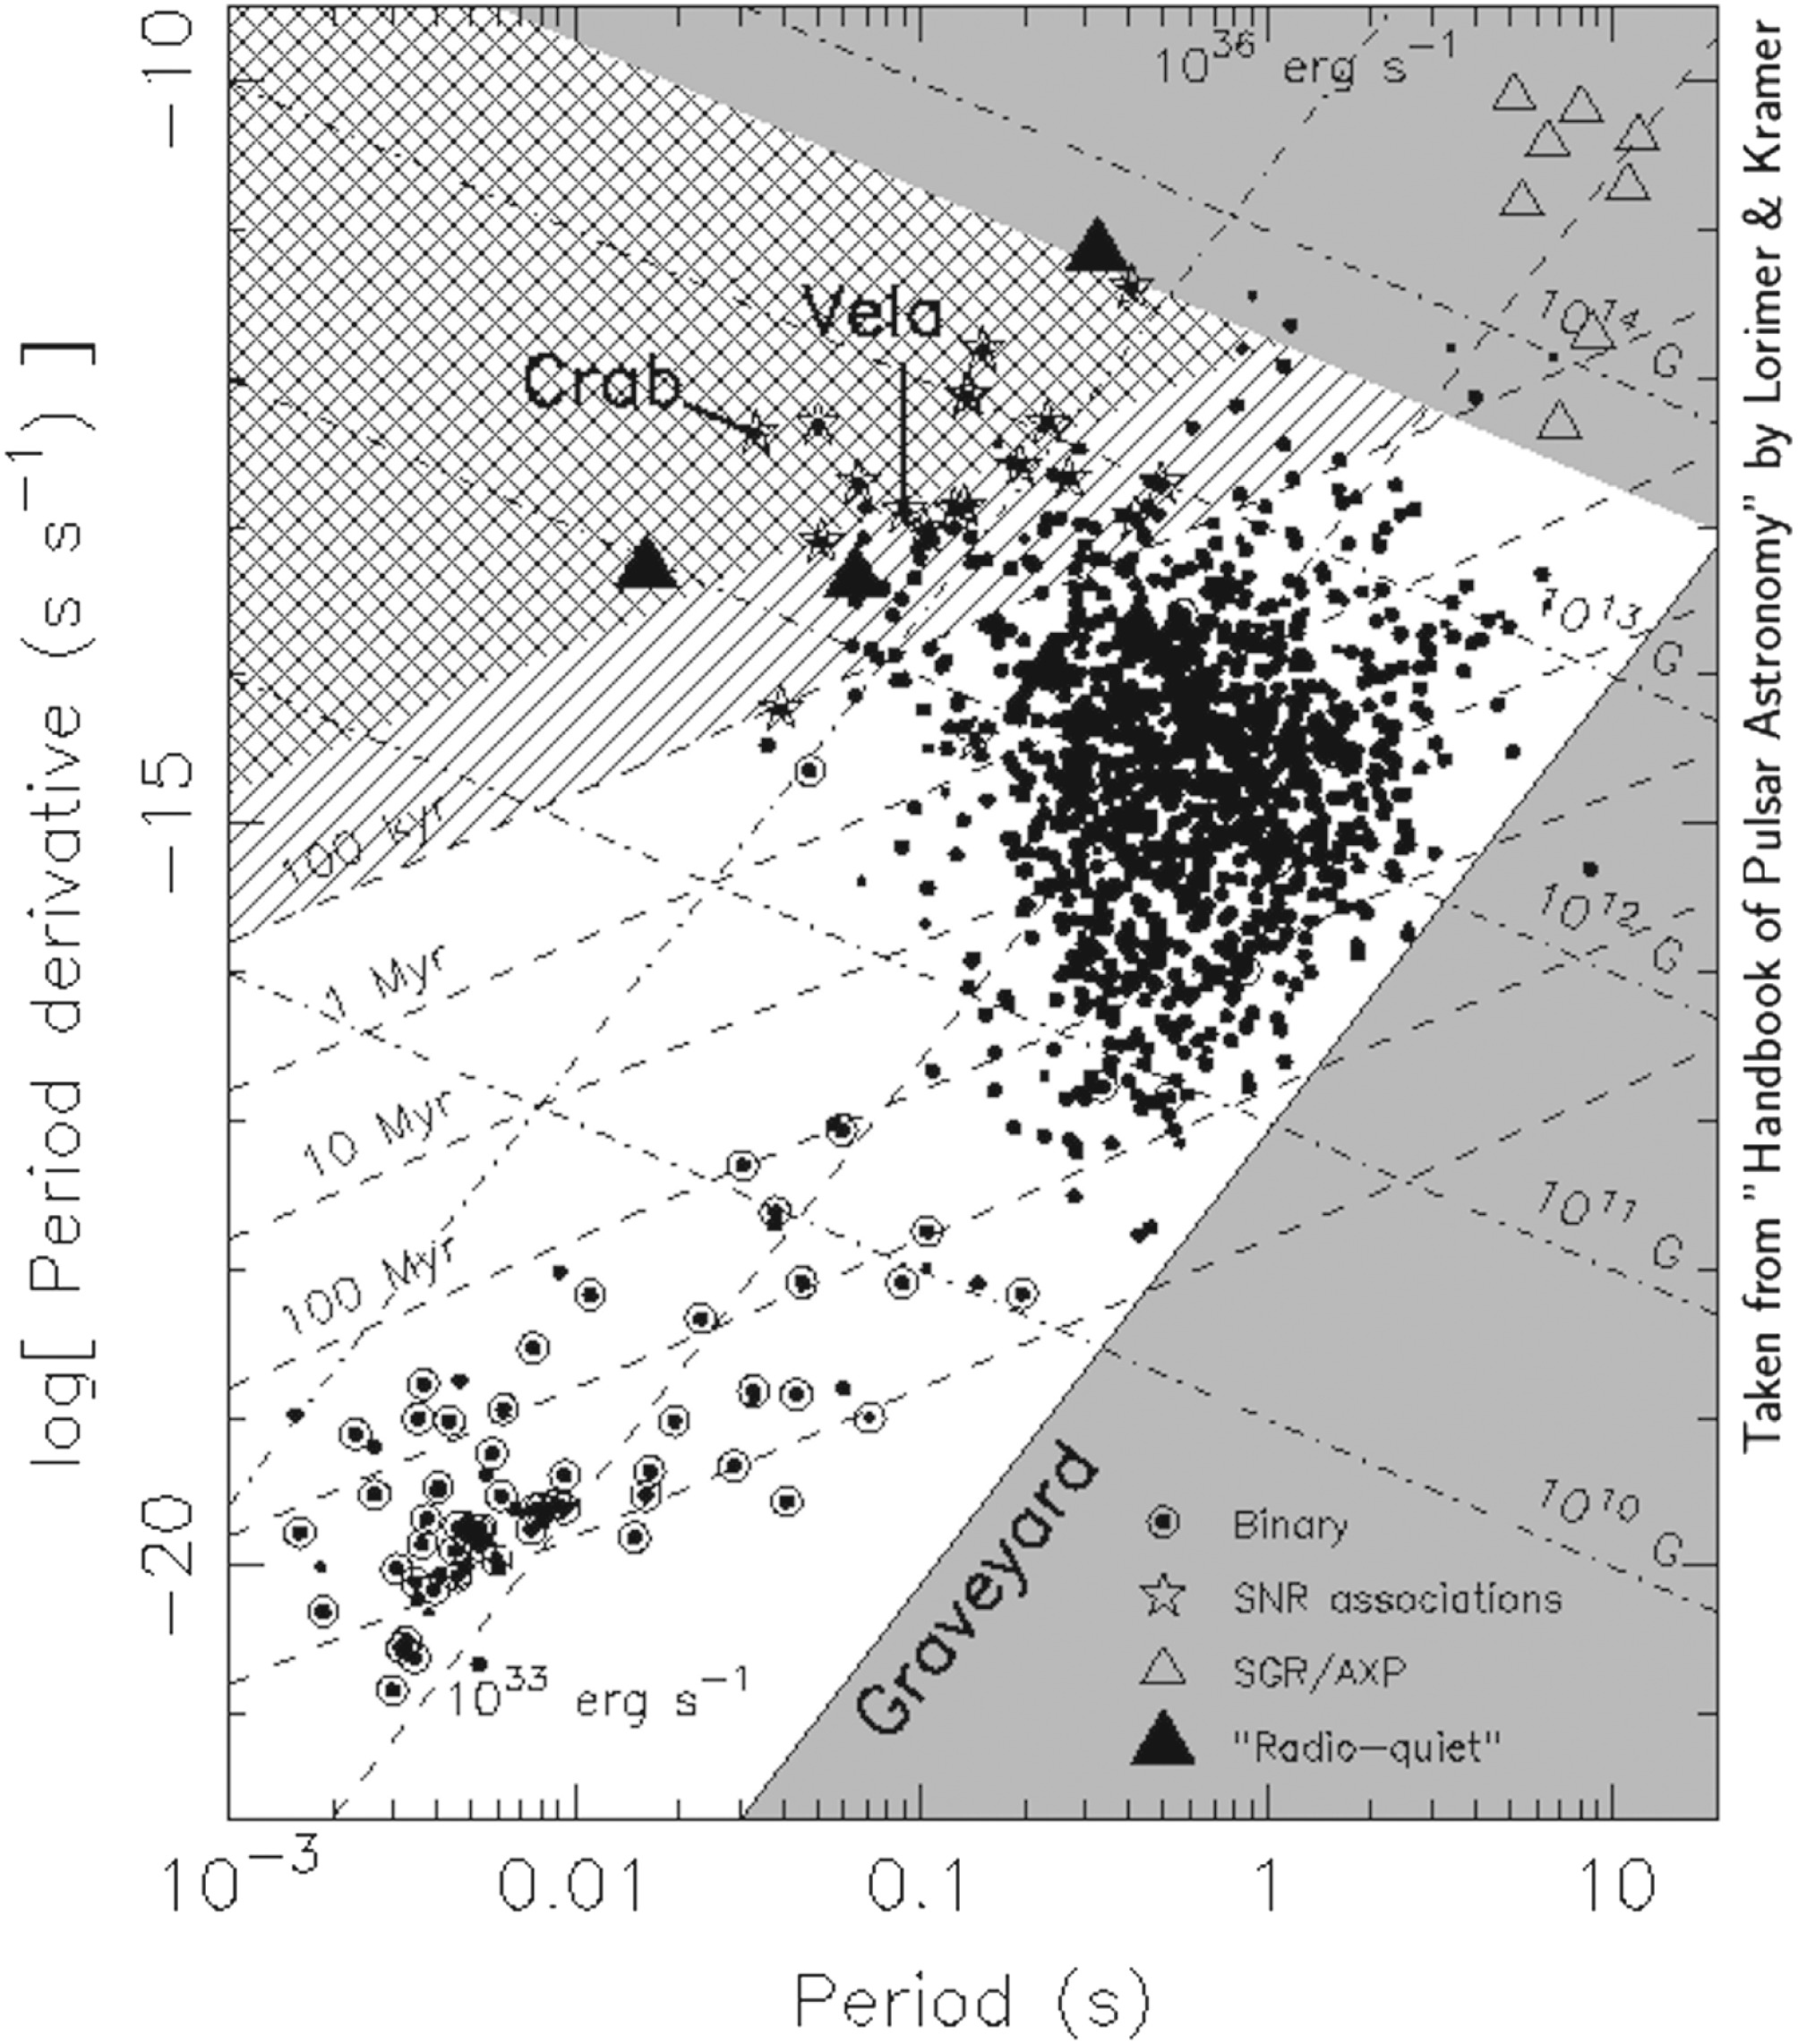 -10
-15
-20
log[ Period derivative (s s⁻¹) ]
10³⁶ erg s⁻¹
Vela
Crab
10¹⁴ G
10¹³ G
10¹² G
10¹¹ G
10¹⁰ G
100 kyr
1 Myr
10 Myr
100 Myr
10³³ erg s⁻¹
Graveyard
Binary
SNR associations
SGR/AXP
"Radio-quiet"
10⁻³ 0.01 0.1 1 10
Period (s)
Taken from "Handbook of Pulsar Astronomy" by Lorimer & Kramer